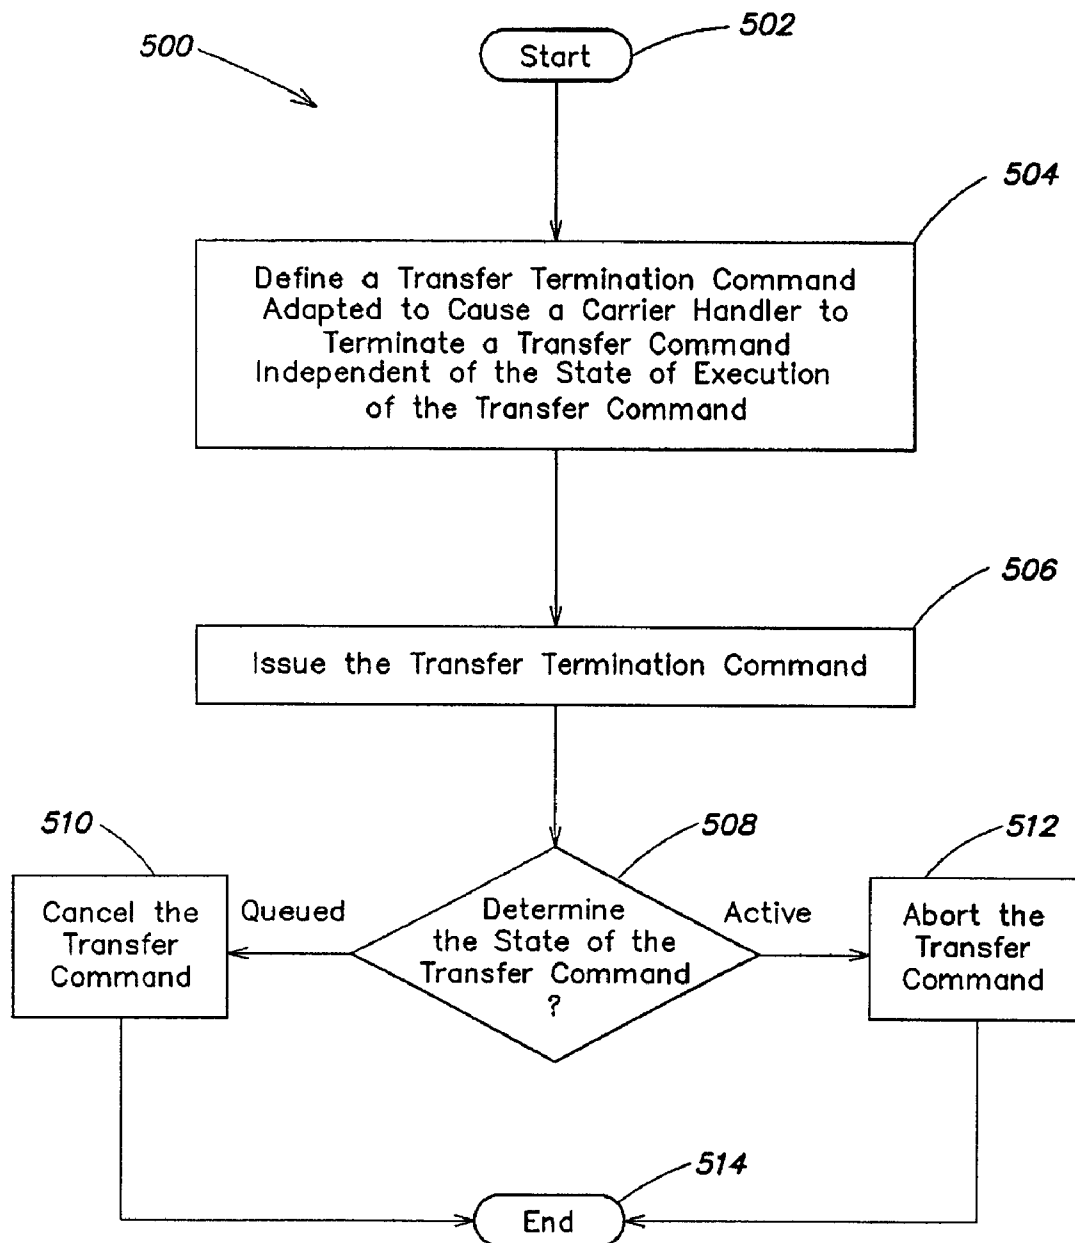 500
502
Start
504
Define a Transfer Termination Command
Adapted to Cause a Carrier Handler to
Terminate a Transfer Command
Independent of the State of Execution
of the Transfer Command
506
Issue the Transfer Termination Command
510
508
512
Cancel the
Transfer
Command
Queued
Determine
the State of the
Transfer Command
?
Active
Abort the
Transfer
Command
514
End